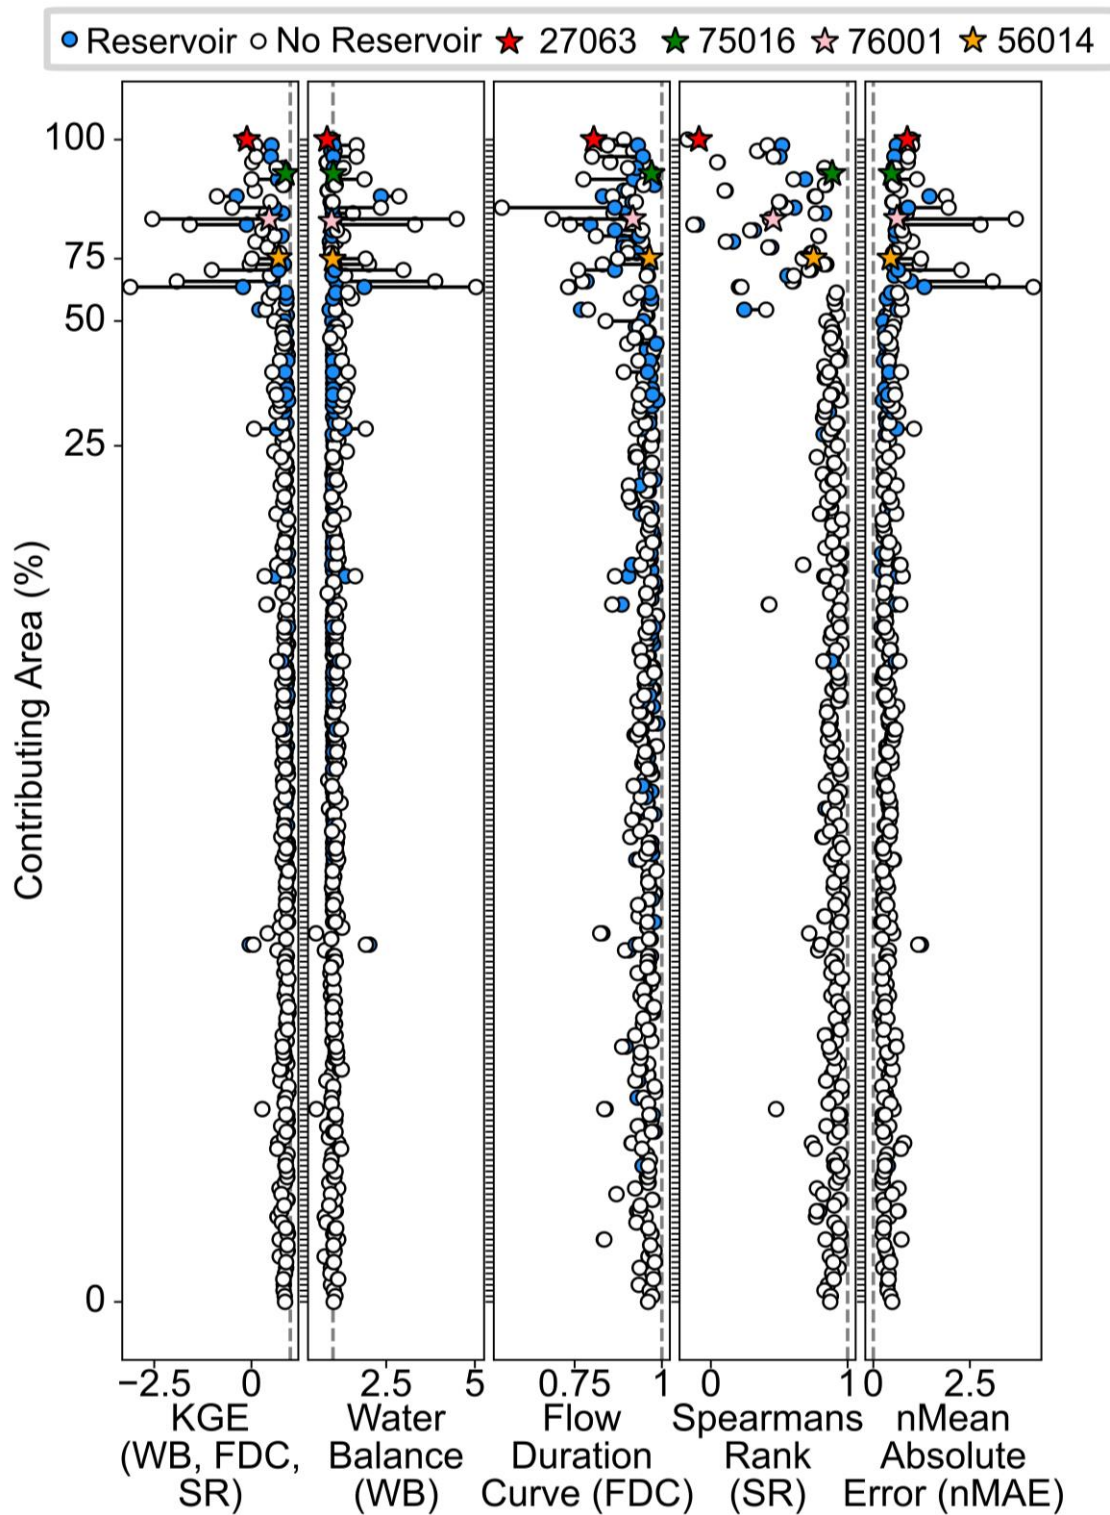 Reservoir No Reservoir 27063 75016 76001 56014
100
75
50
25
0
Contributing Area (%)
−2.5 0 2.5 5 0.75 1 0 1 0 2.5
KGE Water Flow Spearmans nMean
(WB, FDC, Balance Duration Rank Absolute
SR) (WB) Curve (FDC) (SR) Error (nMAE)